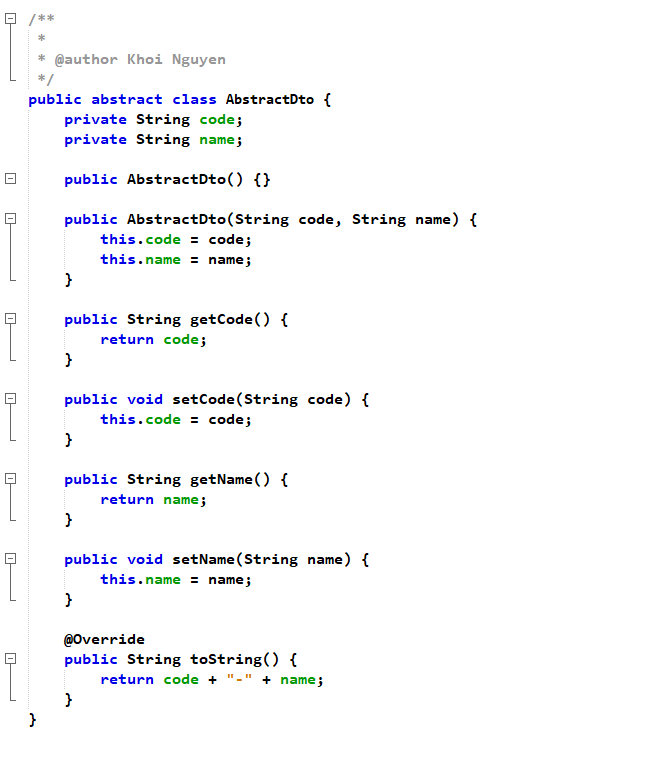 /**
 *
 * @author Khoi Nguyen
 */
public abstract class AbstractDto {
    private String code;
    private String name;

    public AbstractDto() {}

    public AbstractDto(String code, String name) {
        this.code = code;
        this.name = name;
    }

    public String getCode() {
        return code;
    }

    public void setCode(String code) {
        this.code = code;
    }

    public String getName() {
        return name;
    }

    public void setName(String name) {
        this.name = name;
    }

    @Override
    public String toString() {
        return code + "-" + name;
    }
}